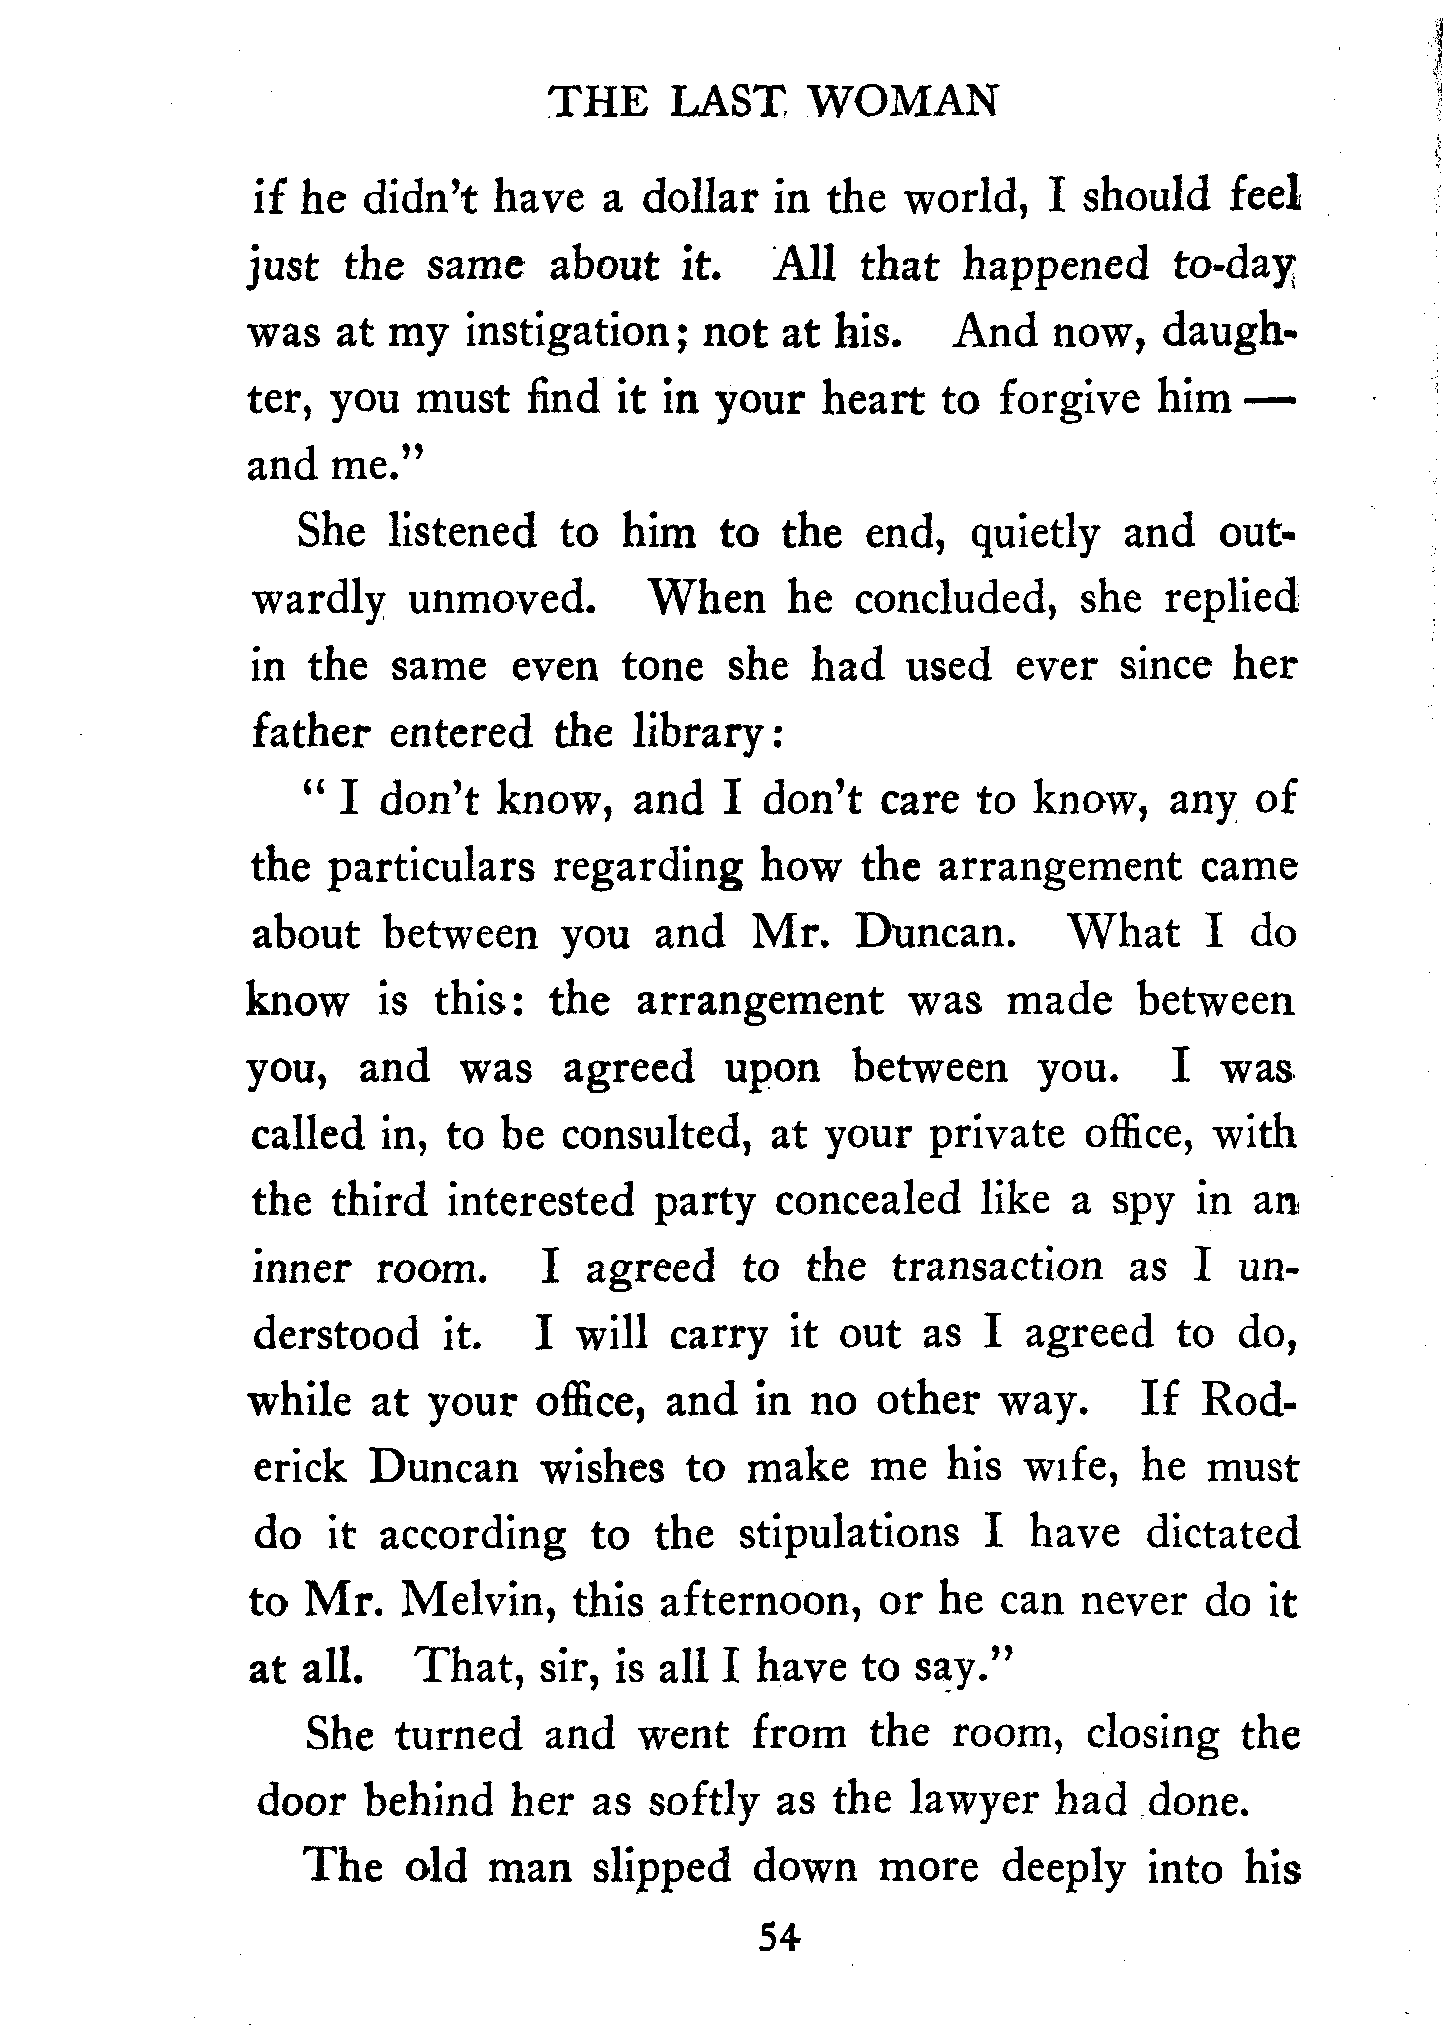 THE LAST WOMAN
if he didn't have a dollar in the world, I should feel
just the same about it. All that happened to-day
was at my instigation; not at his. And now, daugh-
ter, you must find it in your heart to forgive him —
and me."
She listened to him to the end, quietly and out-
wardly unmoved. When he concluded, she replied
in the same even tone she had used ever since her
father entered the library:
" I don't know, and I don't care to know, any of
the particulars regarding how the arrangement came
about between you and Mr. Duncan. What I do
know is this: the arrangement was made between
you, and was agreed upon between you. I was
called in, to be consulted, at your private office, with
the third interested party concealed like a spy in an
inner room. I agreed to the transaction as I un-
derstood it. I will carry it out as I agreed to do,
while at your office, and in no other way. If Rod-
erick Duncan wishes to make me his wife, he must
do it according to the stipulations I have dictated
to Mr. Melvin, this afternoon, or he can never do it
at all. That, sir, is all I have to say."
She turned and went from the room, closing the
door behind her as softly as the lawyer had done.
The old man slipped down more deeply into his
54